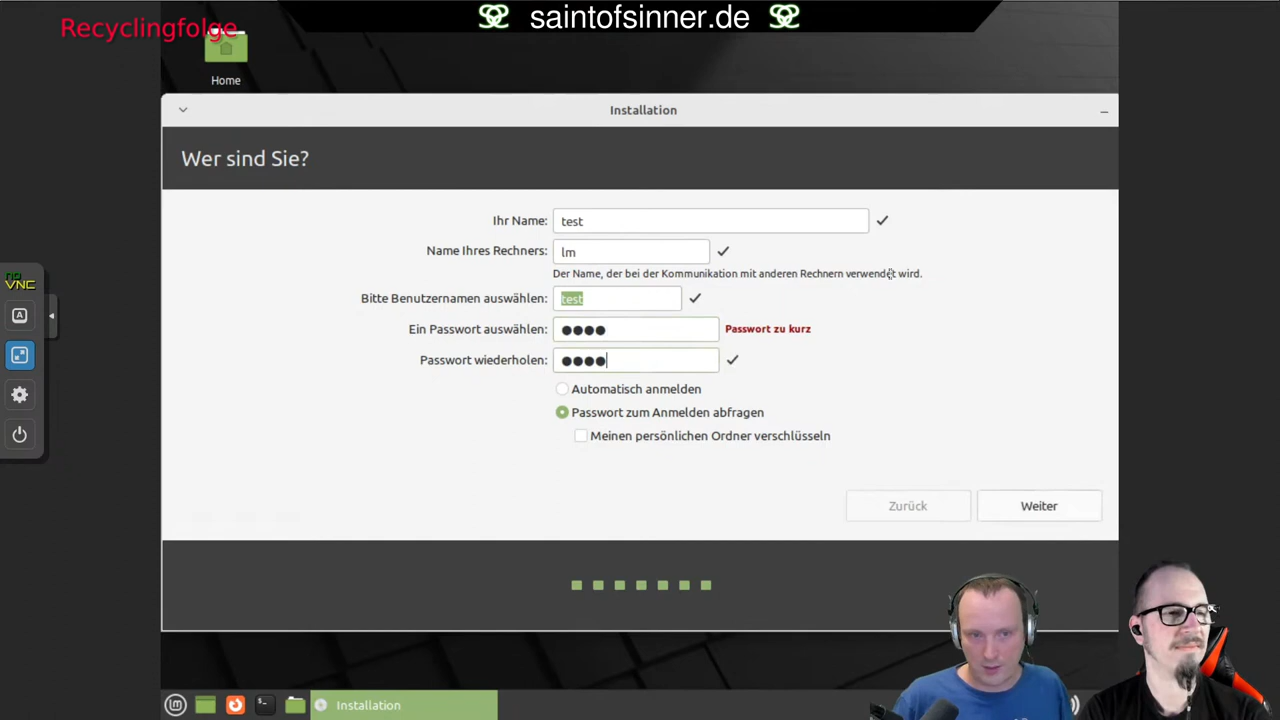 Recyclingfolge
saintofsinner.de
Home
Installation
Wer sind Sie?
Ihr Name: test
Name Ihres Rechners: lm
Der Name, der bei der Kommunikation mit anderen Rechnern verwendet wird.
Bitte Benutzernamen auswählen: test
Ein Passwort auswählen: ●●●● Passwort zu kurz
Passwort wiederholen: ●●●●
Automatisch anmelden
Passwort zum Anmelden abfragen
Meinen persönlichen Ordner verschlüsseln
Zurück Weiter
no
VNC
A
lm
Installation